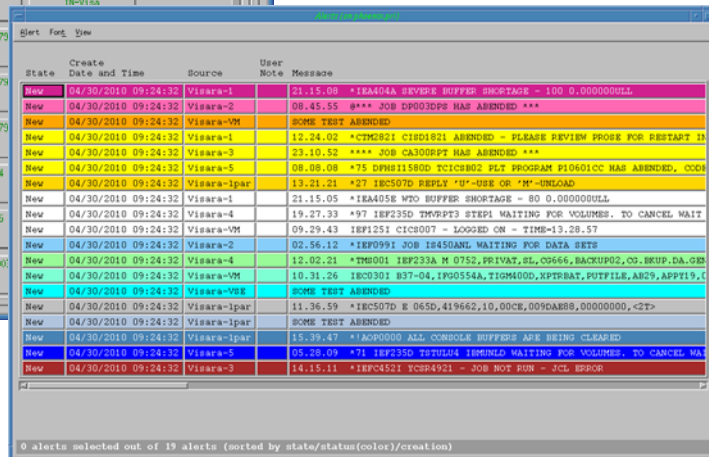 IN-Visa
Alert Font View
Create User
State Date and Time Source Note Message
New 04/30/2010 09:24:32 Visara-1 21.15.08 *IEA404A SEVERE BUFFER SHORTAGE - 100 0.000000ULL
New 04/30/2010 09:24:32 Visara-2 08.45.55 @*** JOB DP003DPS HAS ABENDED ***
New 04/30/2010 09:24:32 Visara-VM SOME TEST ABENDED
New 04/30/2010 09:24:32 Visara-1 12.24.02 *CTM282I CISD1821 ABENDED - PLEASE REVIEW PROSE FOR RESTART IN
New 04/30/2010 09:24:32 Visara-3 23.10.52 **** JOB CA300RPT HAS ABENDED ***
New 04/30/2010 09:24:32 Visara-5 08.08.08 *75 DFHSI1580D TCICSB02 PLT PROGRAM P10601CC HAS ABENDED, CODE
New 04/30/2010 09:24:32 Visara-1par 13.21.21 *27 IEC507D REPLY 'U'-USE OR 'M'-UNLOAD
New 04/30/2010 09:24:32 Visara-1 21.15.05 *IEA405E WTO BUFFER SHORTAGE - 80 0.000000ULL
New 04/30/2010 09:24:32 Visara-4 19.27.33 *97 IEF235D TMVRPT3 STEP1 WAITING FOR VOLUMES. TO CANCEL WAIT
New 04/30/2010 09:24:32 Visara-VM 09.29.43 IEF125I CICS007 - LOGGED ON - TIME=13.28.57
New 04/30/2010 09:24:32 Visara-2 02.56.12 *IEF099I JOB IS450ANL WAITING FOR DATA SETS
New 04/30/2010 09:24:32 Visara-4 12.02.21 *TMS001 IEF233A M 0752,PRIVAT,SL,CG666,BACKUP02,CG.BKUP.DA.GEN
New 04/30/2010 09:24:32 Visara-VM 10.31.26 IEC030I B37-04,IFG0554A,TIGM400D,XPTRBAT,PUTFILE,AB29,APPY19,
New 04/30/2010 09:24:32 Visara-VSE SOME TEST ABENDED
New 04/30/2010 09:24:32 Visara-1par 11.36.59 *IEC507D E 065D,419662,10,00CE,009DAE88,00000000,<2T>
New 04/30/2010 09:24:32 Visara-1par SOME TEST ABENDED
New 04/30/2010 09:24:32 Visara-1par 15.39.47 *!AOP0000 ALL CONSOLE BUFFERS ARE BEING CLEARED
New 04/30/2010 09:24:32 Visara-5 05.28.09 *71 IEF235D TSTULU4 IBMUNLD WAITING FOR VOLUMES. TO CANCEL WAI
New 04/30/2010 09:24:32 Visara-3 14.15.11 *IEFC452I YCSR4921 - JOB NOT RUN - JCL ERROR
0 alerts selected out of 19 alerts (sorted by state/status(color)/creation)